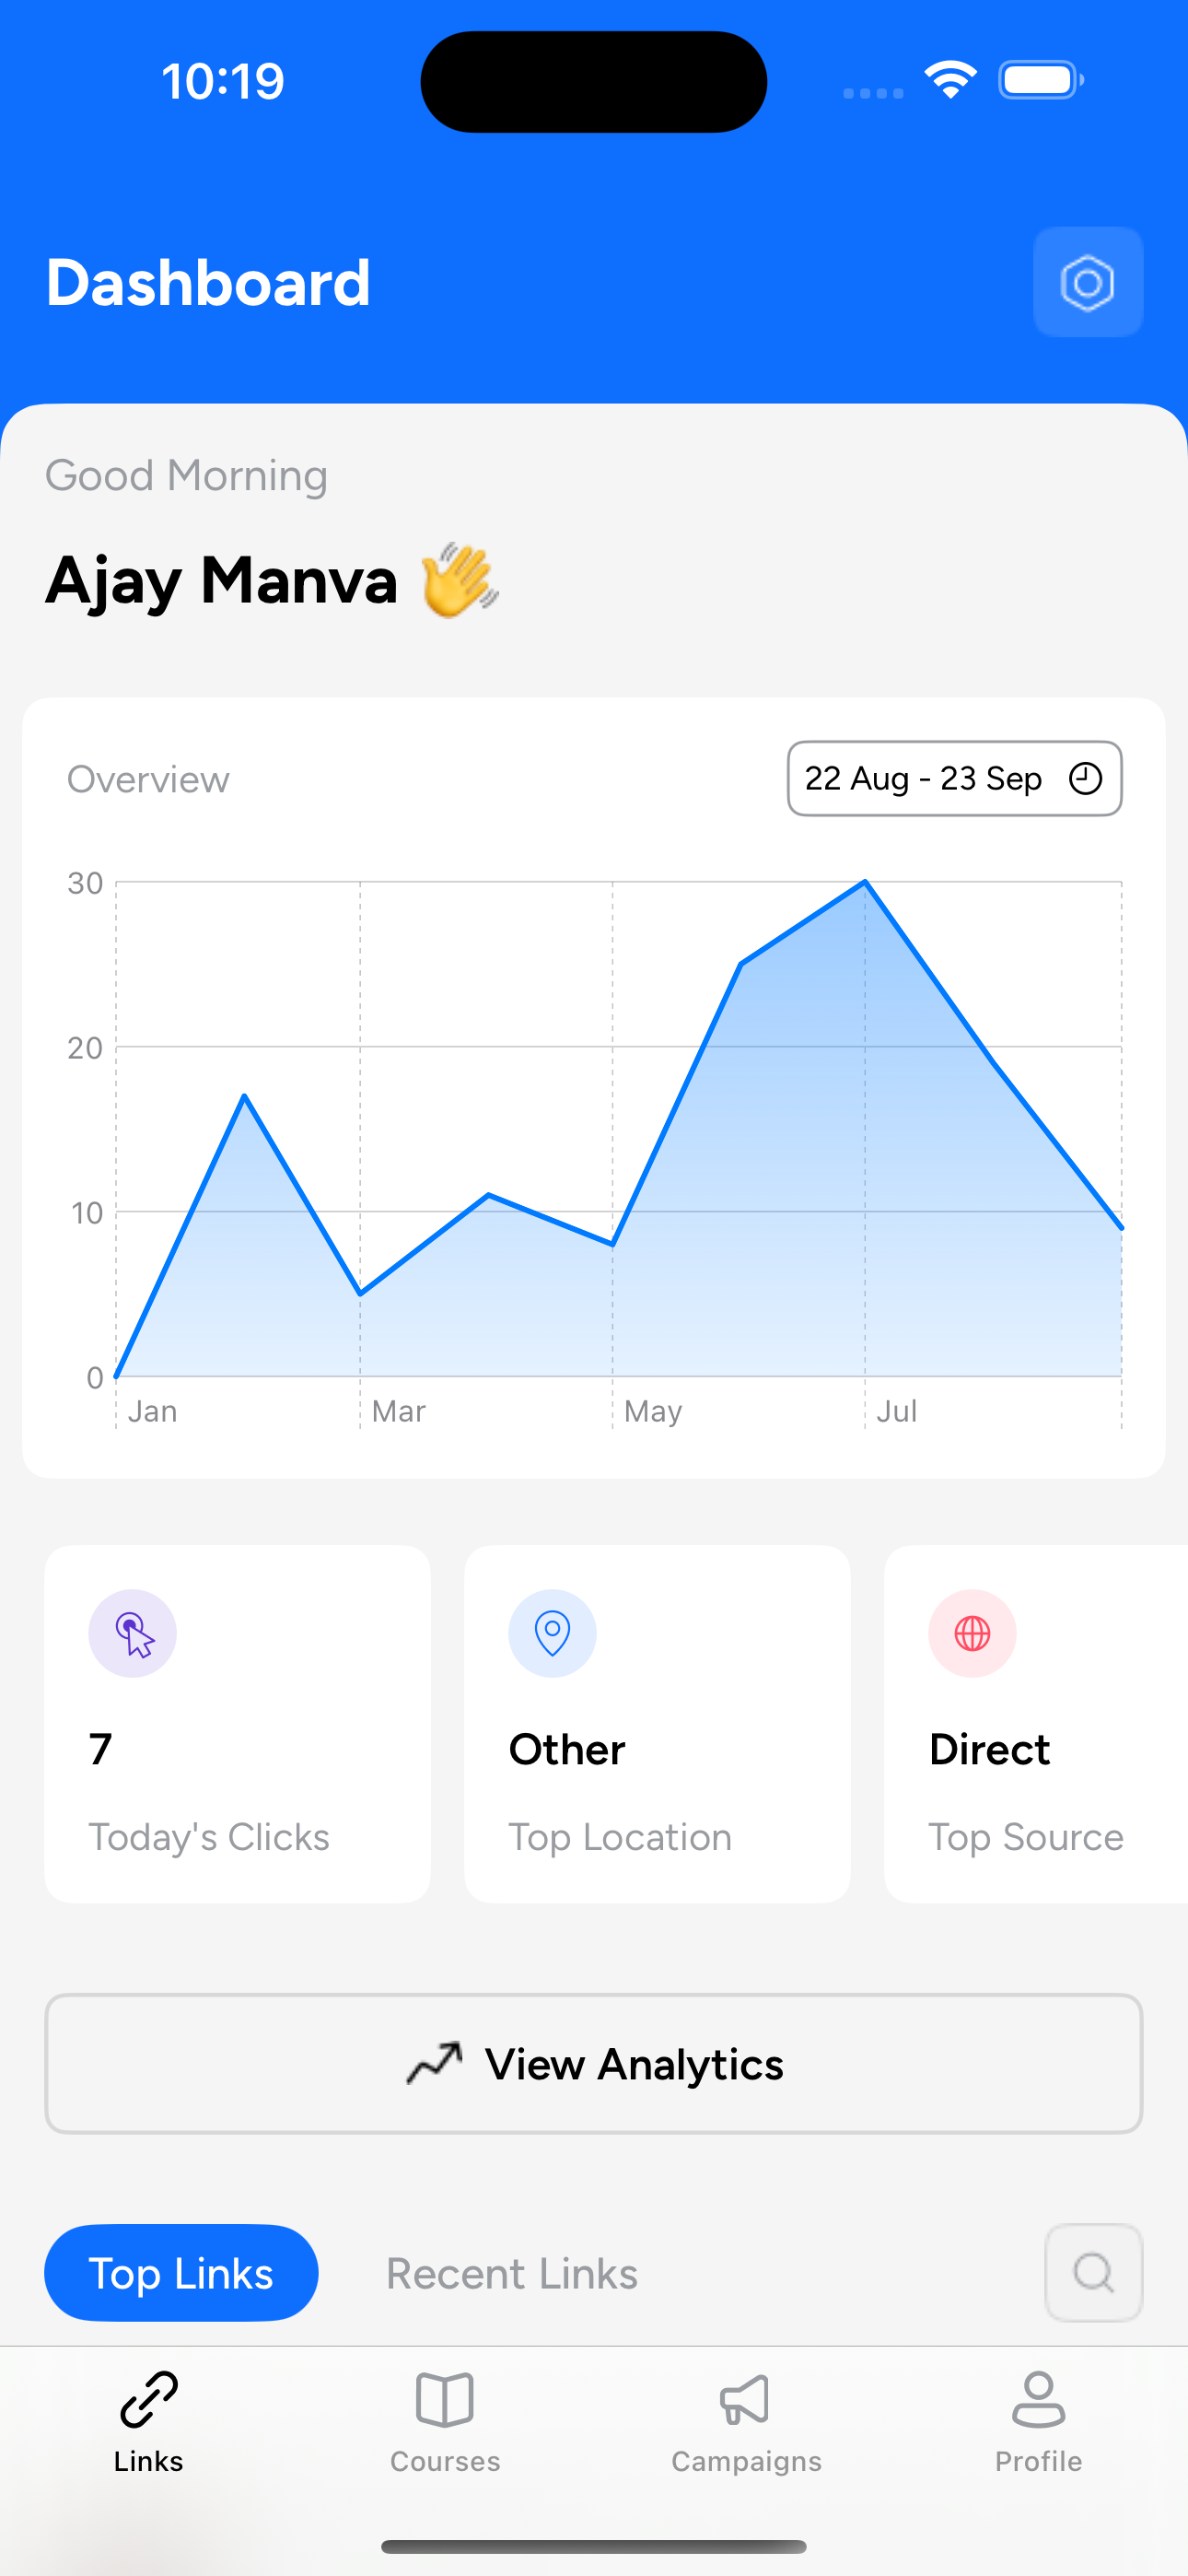 10:19
Dashboard
Good Morning
Ajay Manva 👋
Overview
22 Aug - 23 Sep
30
20
10
0
Jan Mar May Jul
7
Today's Clicks
Other
Top Location
Direct
Top Source
View Analytics
Top Links
Recent Links
Links
Courses
Campaigns
Profile